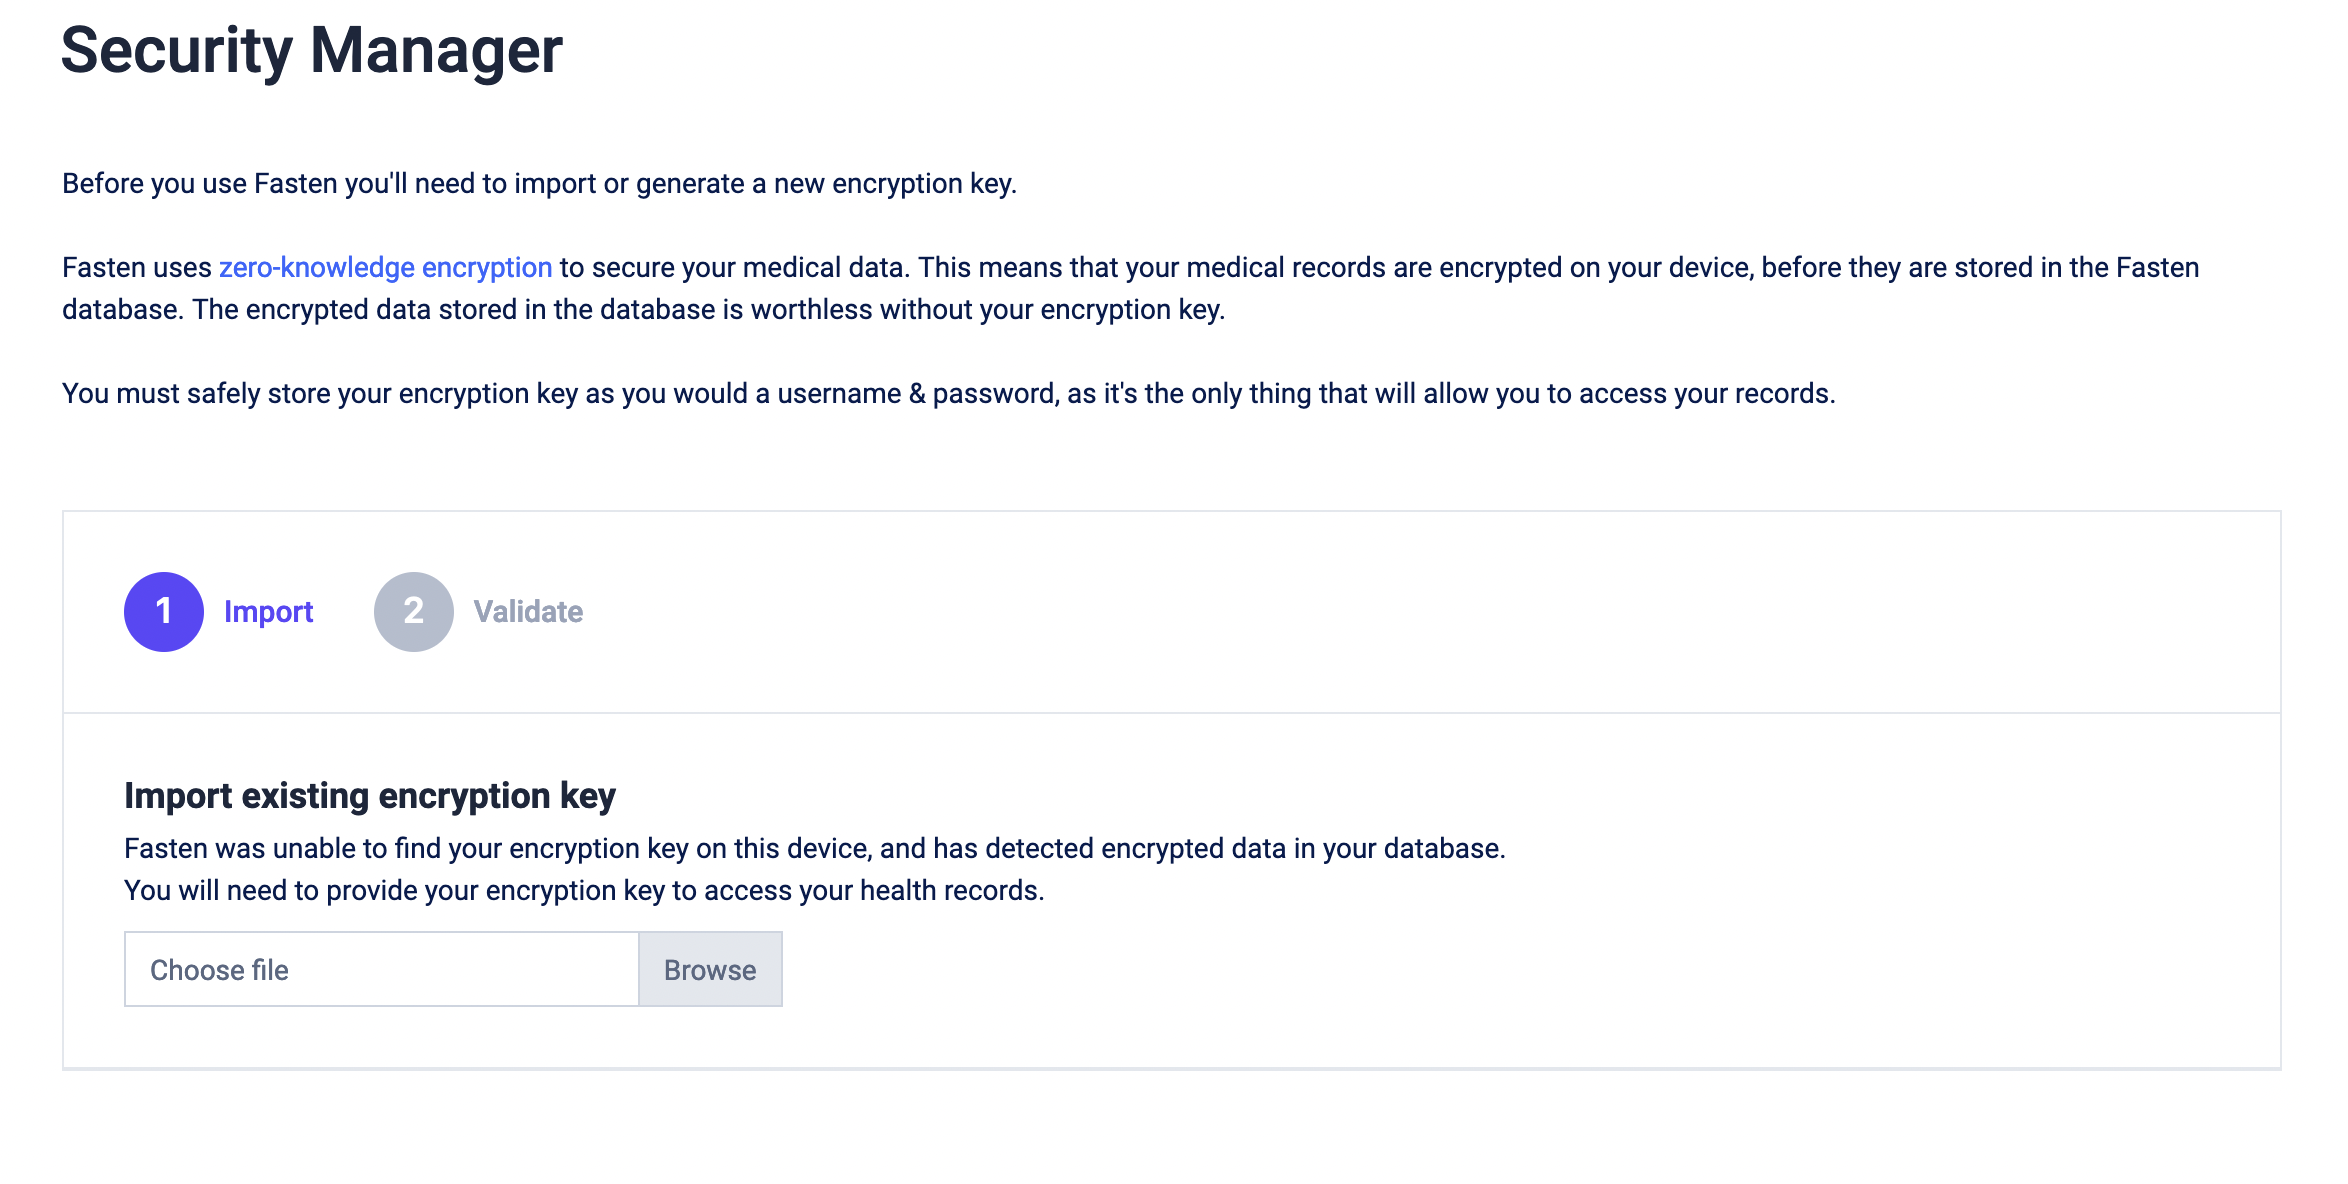 Security Manager
Before you use Fasten you'll need to import or generate a new encryption key.
Fasten uses zero-knowledge encryption to secure your medical data. This means that your medical records are encrypted on your device, before they are stored in the Fasten
database. The encrypted data stored in the database is worthless without your encryption key.
You must safely store your encryption key as you would a username & password, as it's the only thing that will allow you to access your records.
1 Import 2 Validate
Import existing encryption key
Fasten was unable to find your encryption key on this device, and has detected encrypted data in your database.
You will need to provide your encryption key to access your health records.
Choose file Browse